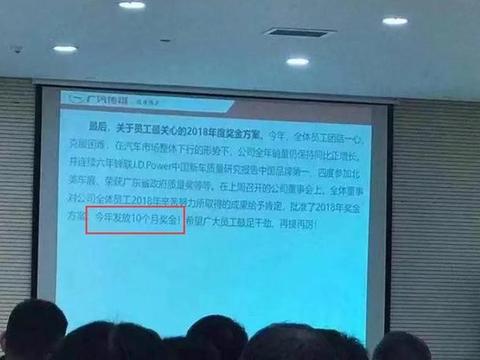 广汽传祺
最后，关于员工最关心的2018年度奖金方案。今年，全体员工团结一心，
克服困难，在汽车市场整体下行的形势下，公司全年销量仍保持同比正增长，
并连续六年蝉联J.D.Power中国新车质量研究报告中国品牌第一，四度参加北
美车展、荣获广东省政府质量奖等等。在上周召开的公司董事会上，全体董事
对公司全体员工2018年辛苦努力所取得的成果给予肯定，批准了2018年奖金
方案，今年发放10个月奖金！希望广大员工鼓足干劲，再接再厉！